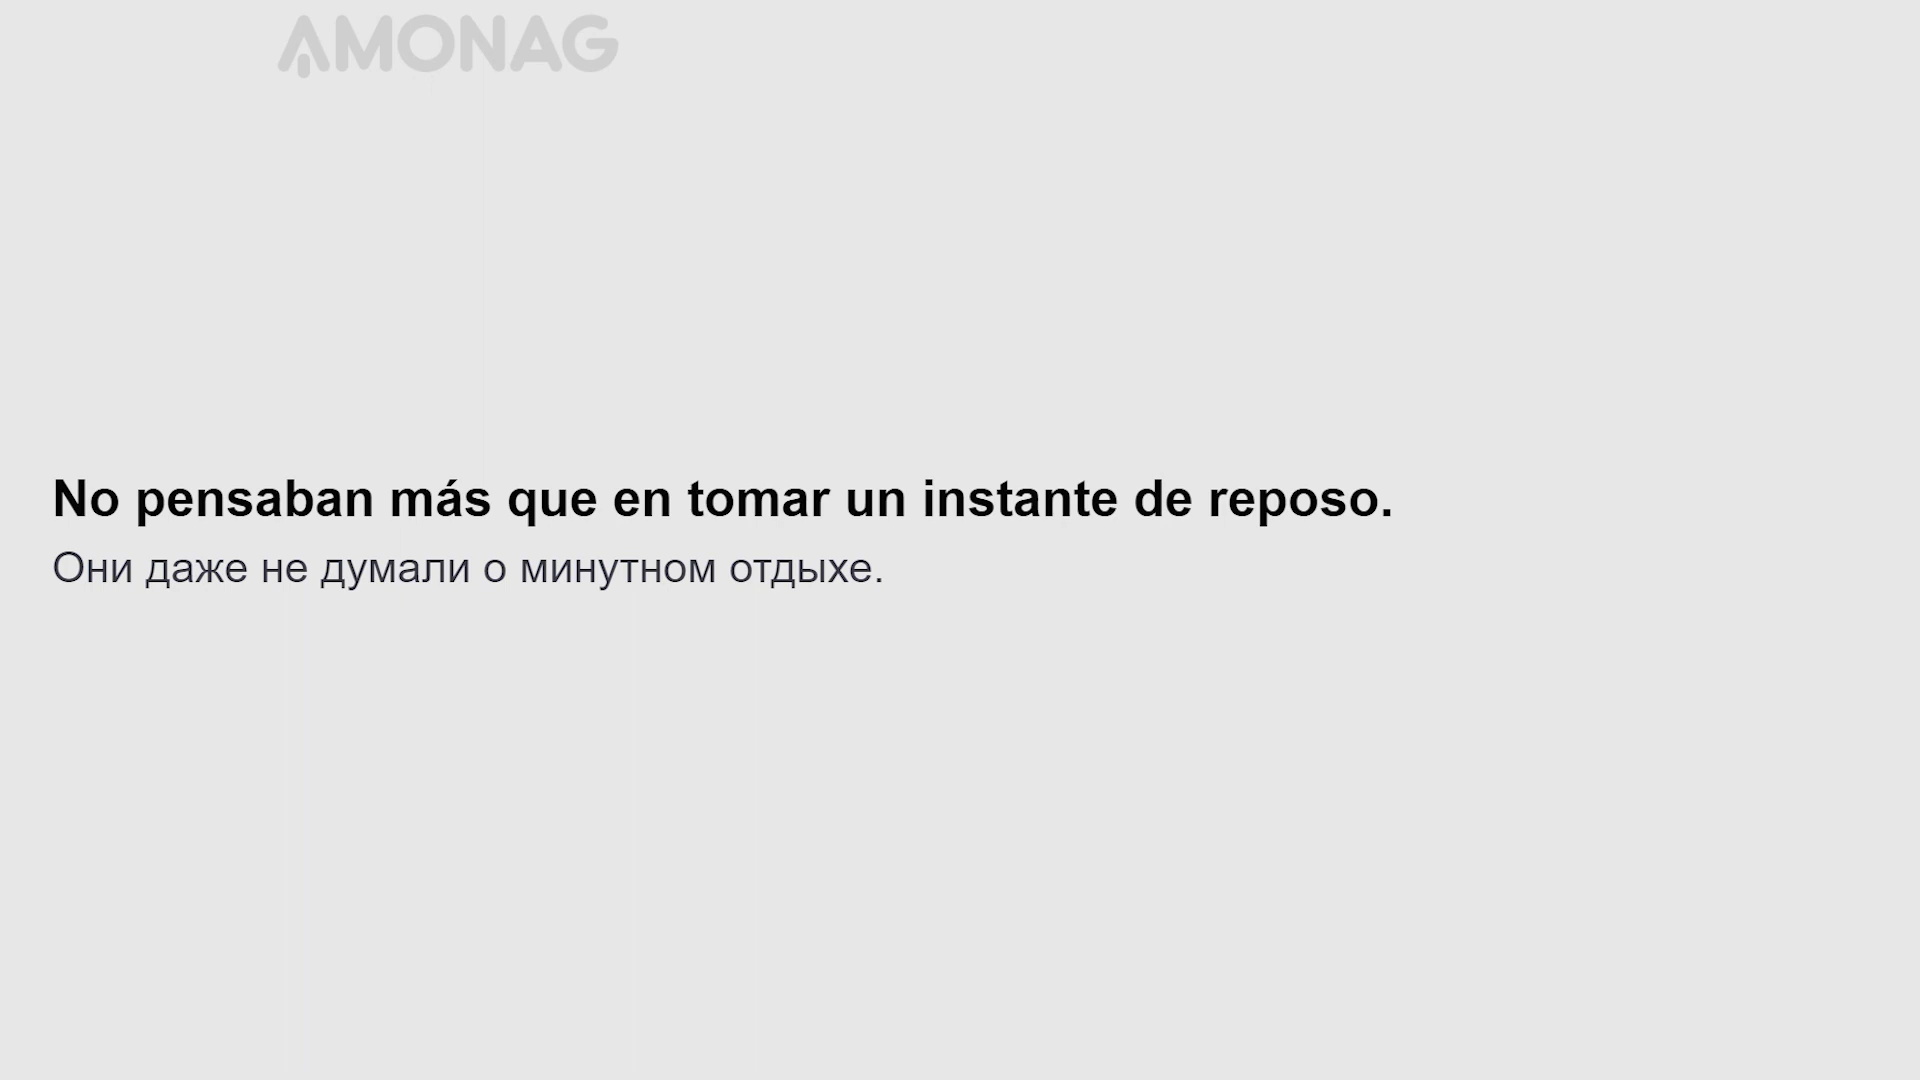 AMONAG
No pensaban más que en tomar un instante de reposo.
Они даже не думали о минутном отдыхе.